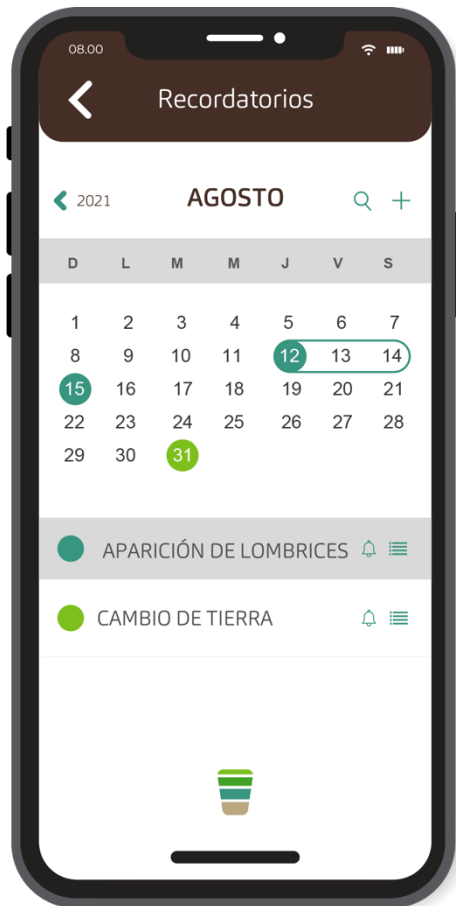 08.00
Recordatorios
2021 AGOSTO
D L M M J V S
1 2 3 4 5 6 7
8 9 10 11 12 13 14
15 16 17 18 19 20 21
22 23 24 25 26 27 28
29 30 31
APARICIÓN DE LOMBRICES
CAMBIO DE TIERRA